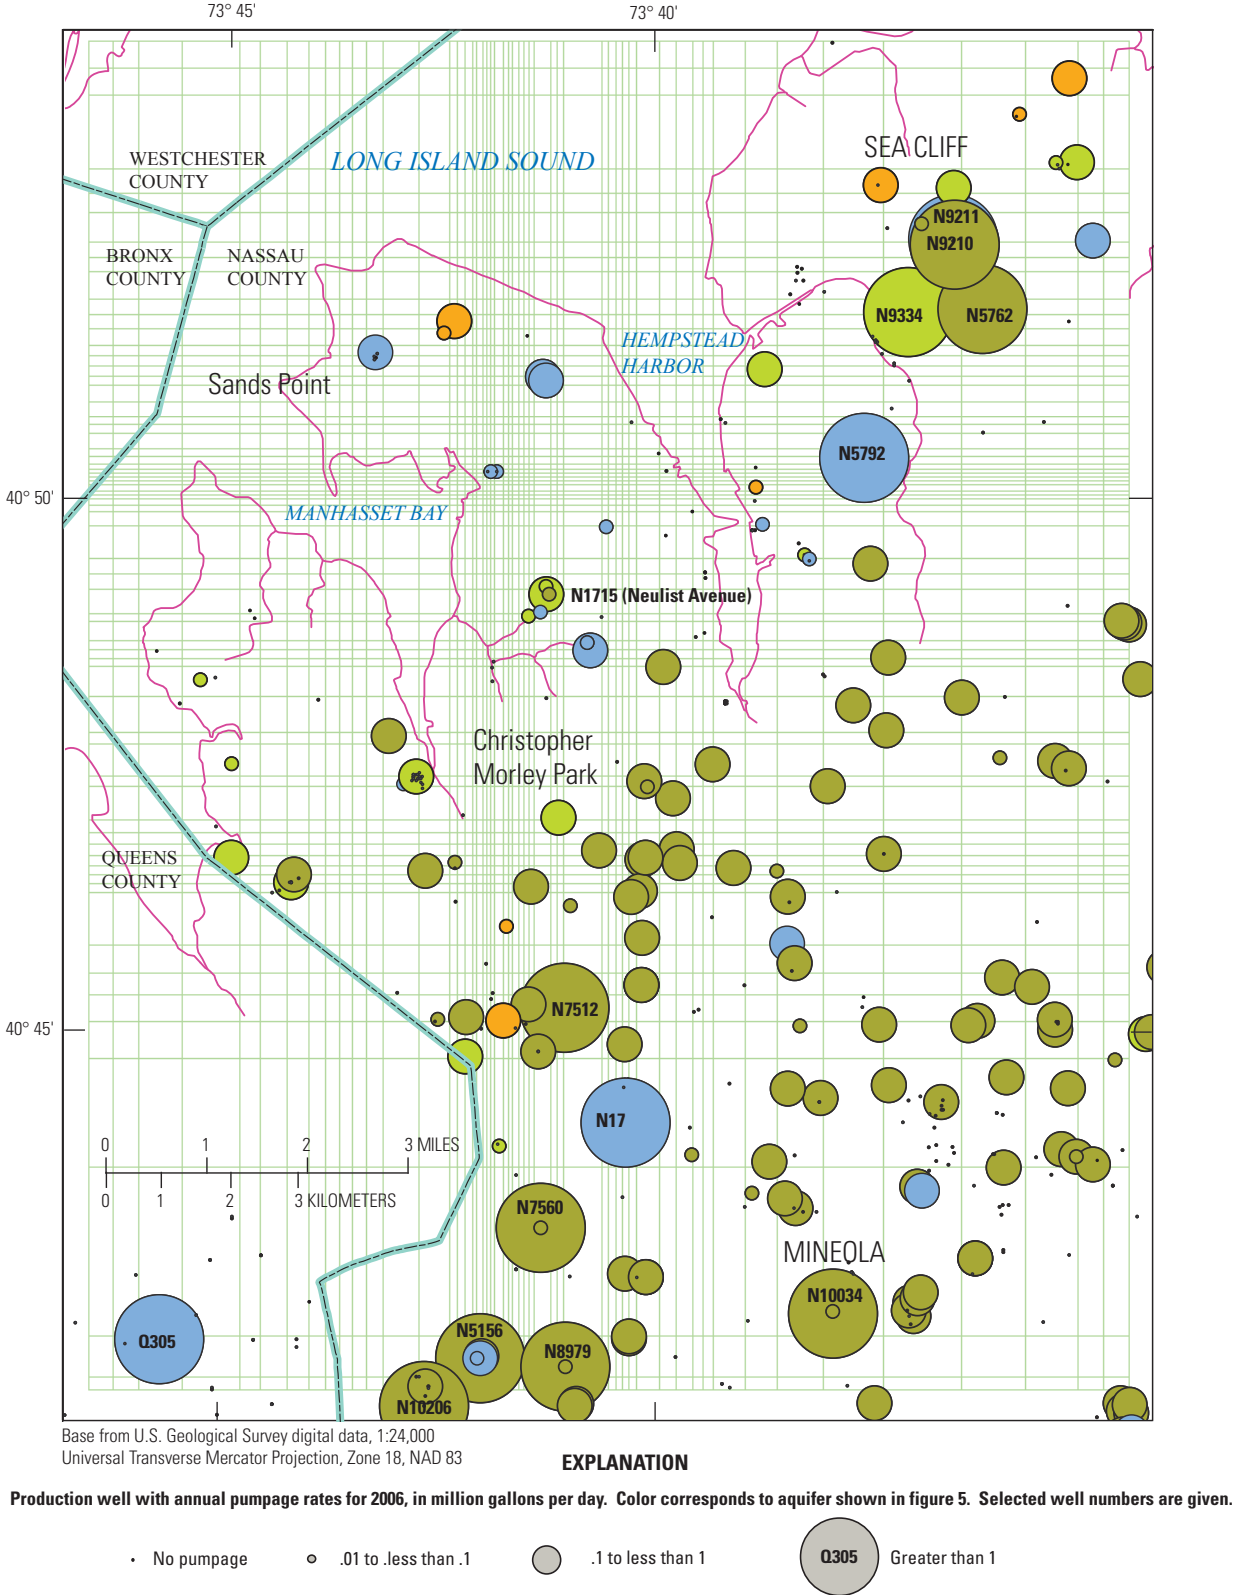 73° 45'
73° 40'
WESTCHESTER
COUNTY
LONG ISLAND SOUND
SEA CLIFF
BRONX
COUNTY
NASSAU
COUNTY
N9211
N9210
N9334
N5762
HEMPSTEAD
HARBOR
Sands Point
N5792
40° 50'
MANHASSET BAY
N1715 (Neulist Avenue)
Christopher
Morley Park
QUEENS
COUNTY
N7512
40° 45'
N17
0 1 2 3 MILES
0 1 2 3 KILOMETERS
N7560
MINEOLA
N10034
Q305
N5156
N8979
N10206
Base from U.S. Geological Survey digital data, 1:24,000
Universal Transverse Mercator Projection, Zone 18, NAD 83
EXPLANATION
Production well with annual pumpage rates for 2006, in million gallons per day. Color corresponds to aquifer shown in figure 5. Selected well numbers are given.
No pumpage
.01 to .less than .1
.1 to less than 1
Q305
Greater than 1